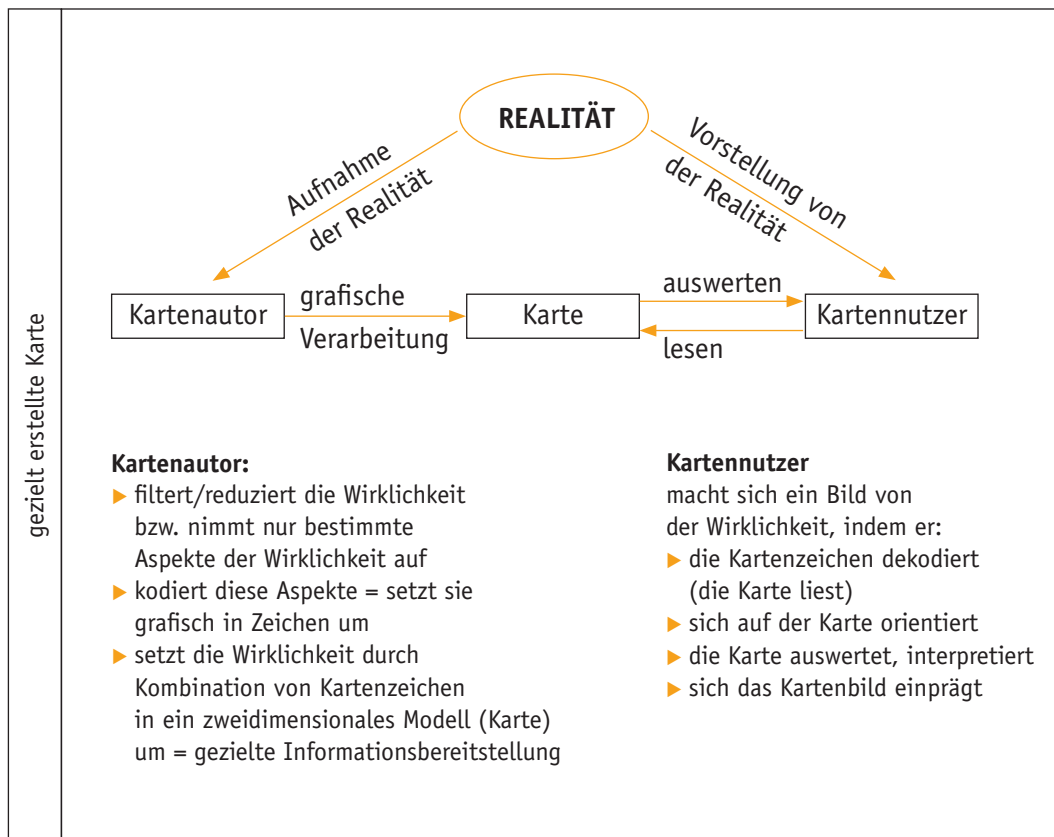 gezielt erstellte Karte
REALITÄT
Aufnahme
der Realität
Vorstellung von
der Realität
Kartenautor
grafische
Verarbeitung
Karte
auswerten
lesen
Kartennutzer
Kartenautor:
▶ filtert/reduziert die Wirklichkeit
bzw. nimmt nur bestimmte
Aspekte der Wirklichkeit auf
▶ kodiert diese Aspekte = setzt sie
grafisch in Zeichen um
▶ setzt die Wirklichkeit durch
Kombination von Kartenzeichen
in ein zweidimensionales Modell (Karte)
um = gezielte Informationsbereitstellung
Kartennutzer
macht sich ein Bild von
der Wirklichkeit, indem er:
▶ die Kartenzeichen dekodiert
(die Karte liest)
▶ sich auf der Karte orientiert
▶ die Karte auswertet, interpretiert
▶ sich das Kartenbild einprägt